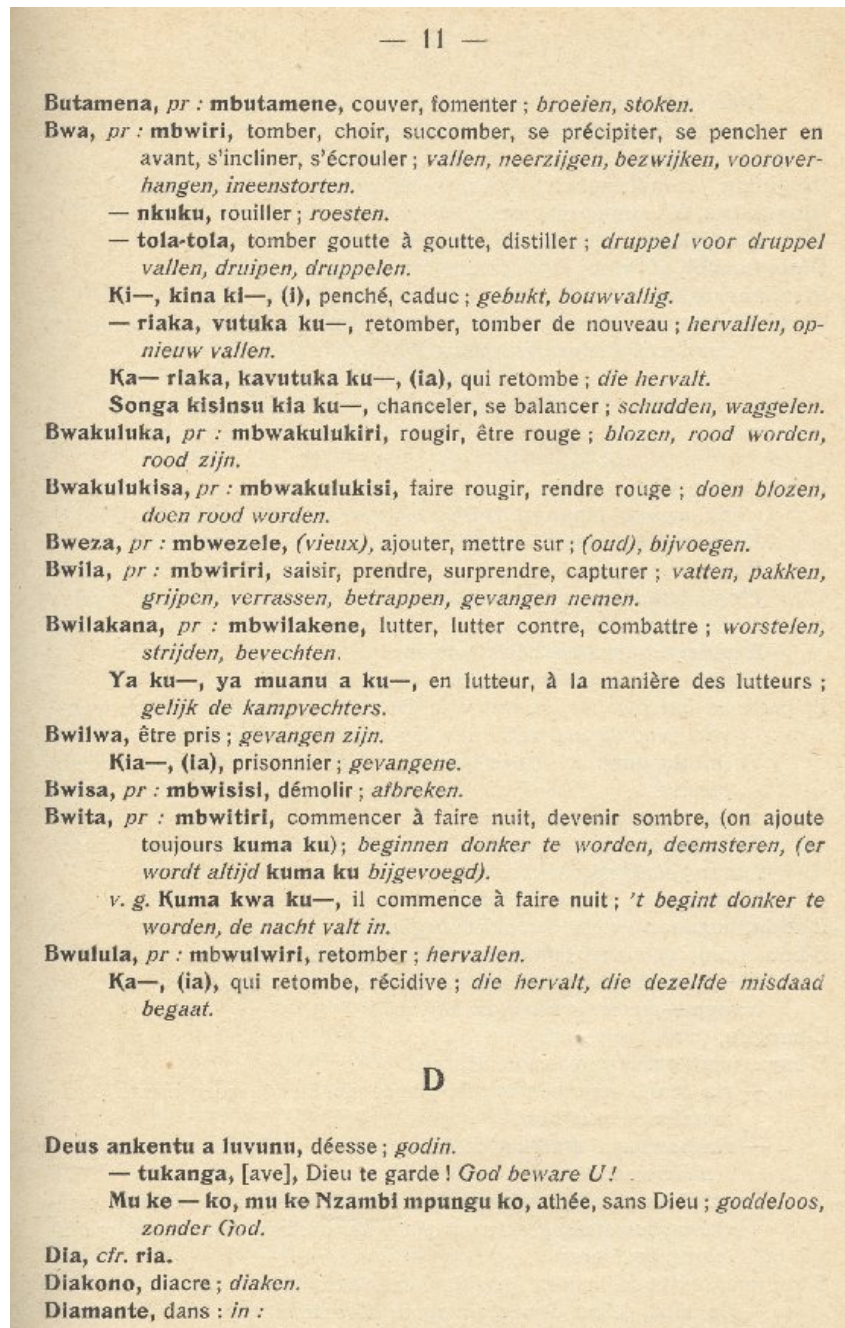 — 11 —
Butamena, pr : mbutamene, couver, fomenter ; broeien, stoken.
Bwa, pr : mbwiri, tomber, choir, succomber, se précipiter, se pencher en
avant, s'incliner, s'écrouler ; vallen, neerzijgen, bezwijken, voorover-
hangen, ineenstorten.
— nkuku, rouiller ; roesten.
— tola-tola, tomber goutte à goutte, distiller ; druppel voor druppel
vallen, druipen, druppelen.
Ki—, kina ki—, (i), penché, caduc ; gebukt, bouwvallig.
— riaka, vutuka ku—, retomber, tomber de nouveau ; hervallen, op-
nieuw vallen.
Ka— riaka, kavutuka ku—, (ia), qui retombe ; die hervalt.
Songa kisinsu kia ku—, chanceler, se balancer ; schudden, waggelen.
Bwakuluka, pr : mbwakulukiri, rougir, être rouge ; blozen, rood worden,
rood zijn.
Bwakulukisa, pr : mbwakulukisi, faire rougir, rendre rouge ; doen blozen,
doen rood worden.
Bweza, pr : mbwezele, (vieux), ajouter, mettre sur ; (oud), bijvoegen.
Bwila, pr : mbwiriri, saisir, prendre, surprendre, capturer ; vatten, pakken,
grijpen, verrassen, betrappen, gevangen nemen.
Bwilakana, pr : mbwilakene, lutter, lutter contre, combattre ; worstelen,
strijden, bevechten.
Ya ku—, ya muanu a ku—, en lutteur, à la manière des lutteurs ;
gelijk de kampvechters.
Bwilwa, être pris ; gevangen zijn.
Kia—, (ia), prisonnier ; gevangene.
Bwisa, pr : mbwisisi, démolir ; afbreken.
Bwita, pr : mbwitiri, commencer à faire nuit, devenir sombre, (on ajoute
toujours kuma ku) ; beginnen donker te worden, deemsteren, (er
wordt altijd kuma ku bijgevoegd).
v. g. Kuma kwa ku—, il commence à faire nuit ; 't begint donker te
worden, de nacht valt in.
Bwulula, pr : mbwulwiri, retomber ; hervallen.
Ka—, (ia), qui retombe, récidive ; die hervalt, die dezelfde misdaad
begaat.
D
Deus ankentu a luvunu, déesse ; godin.
— tukanga, [ave], Dieu te garde ! God beware U !
Mu ke — ko, mu ke Nzambi mpungu ko, athée, sans Dieu ; goddeloos,
zonder God.
Dia, cfr. ria.
Diakono, diacre ; diaken.
Diamante, dans : in :